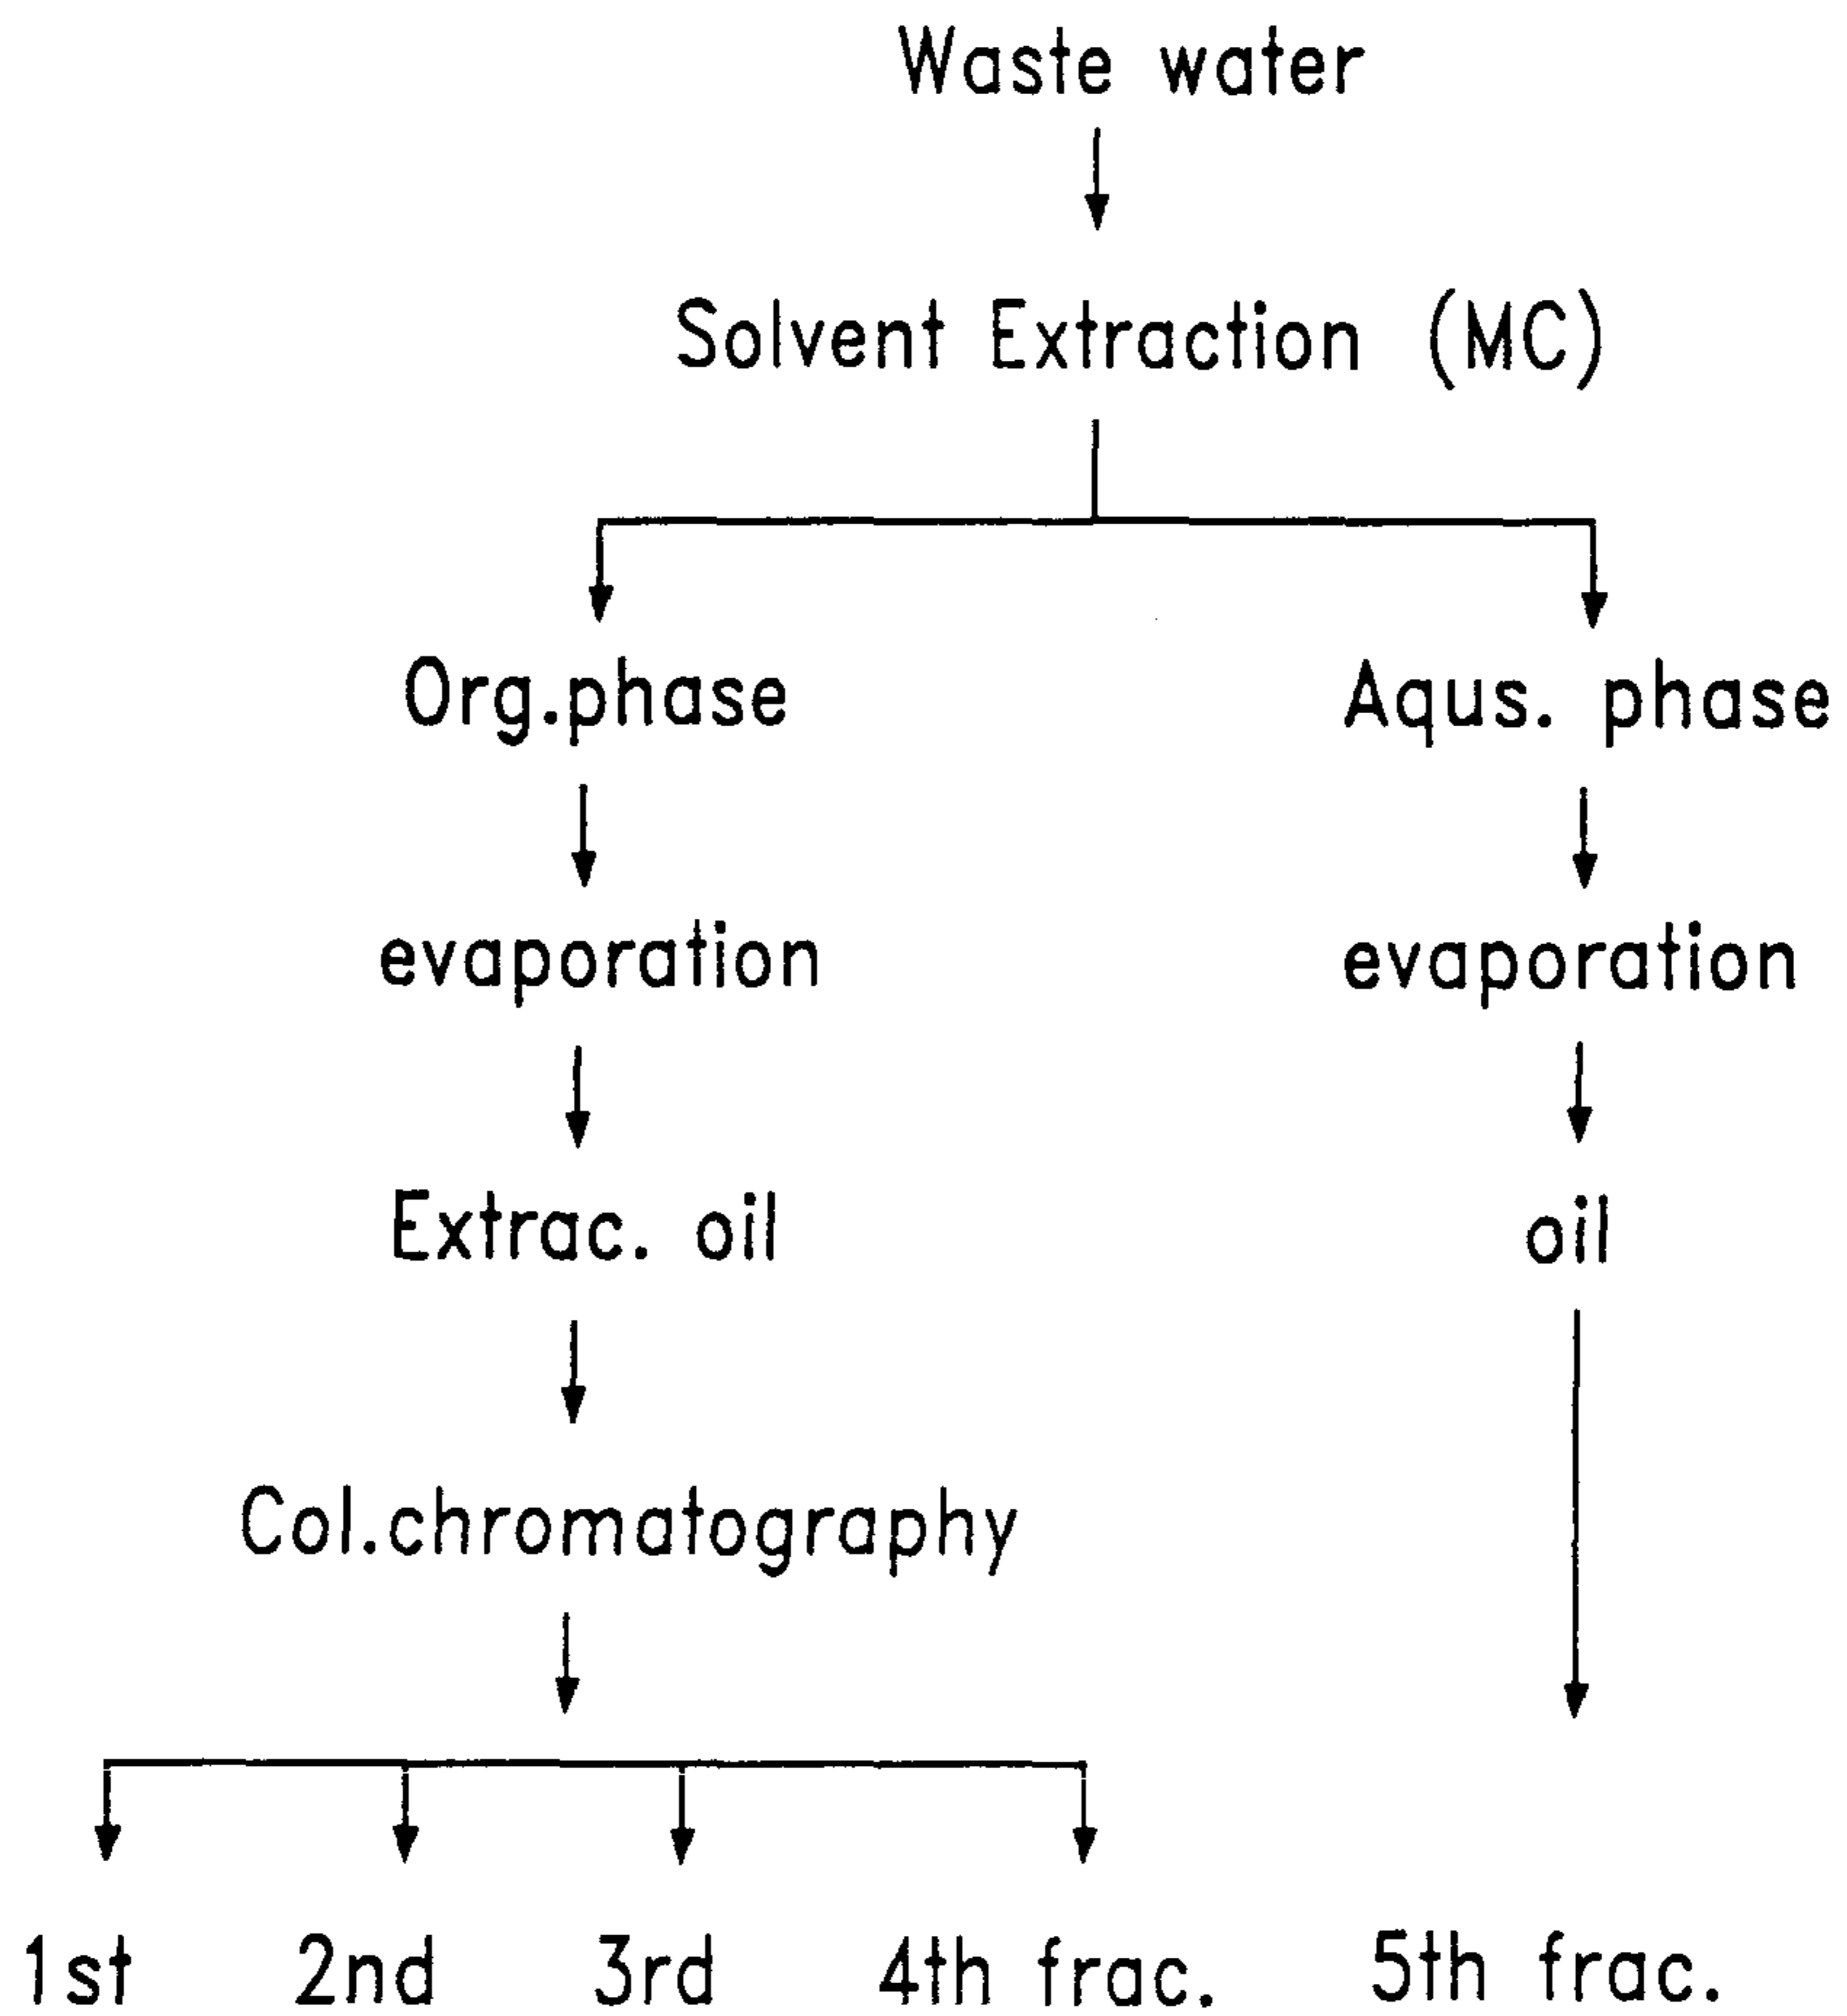 Waste water
Solvent Extraction (MC)
Org.phase
Aqus. phase
evaporation
evaporation
Extrac. oil
oil
Col.chromatography
1st 2nd 3rd 4th frac. 5th frac.